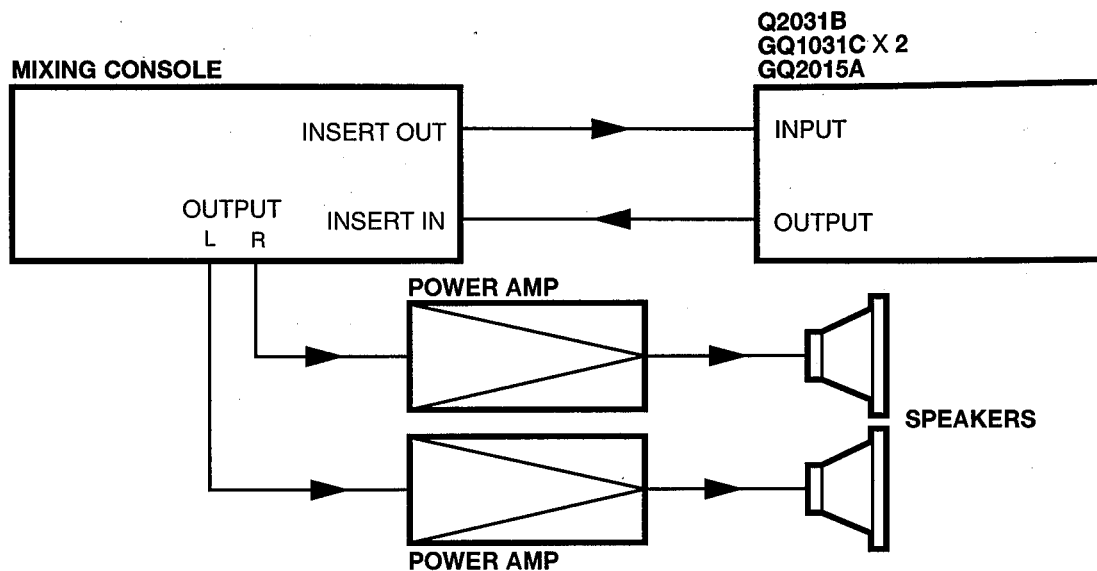 Q2031B
GQ1031C X 2
GQ2015A
MIXING CONSOLE
INSERT OUT
INPUT
OUTPUT
L R
INSERT IN
OUTPUT
POWER AMP
SPEAKERS
POWER AMP